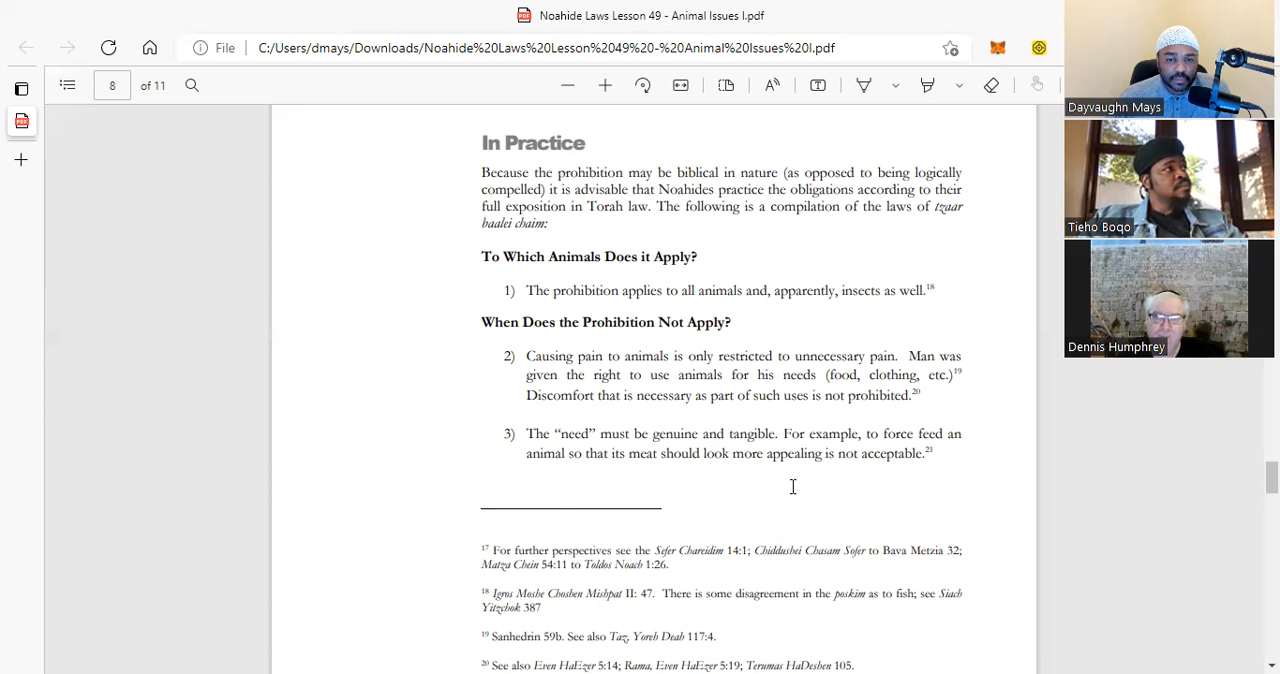 Noahide Laws Lesson 49 - Animal Issues I.pdf
File
C:/Users/dmays/Downloads/Noahide%20Laws%20Lesson%2049%20-%20Animal%20Issues%20I.pdf
8 of 11
In Practice
Because the prohibition may be biblical in nature (as opposed to being logically
compelled) it is advisable that Noahides practice the obligations according to their
full exposition in Torah law. The following is a compilation of the laws of tzaar
baalei chaim:
To Which Animals Does it Apply?
1) The prohibition applies to all animals and, apparently, insects as well.18
When Does the Prohibition Not Apply?
2) Causing pain to animals is only restricted to unnecessary pain. Man was
given the right to use animals for his needs (food, clothing, etc.)19
Discomfort that is necessary as part of such uses is not prohibited.20
3) The “need” must be genuine and tangible. For example, to force feed an
animal so that its meat should look more appealing is not acceptable.21
17 For further perspectives see the Sefer Chareidim 14:1; Chiddushei Chasam Sofer to Bava Metzia 32;
Matza Chein 54:11 to Toldos Noach 1:26.
18 Igros Moshe Choshen Mishpat II: 47. There is some disagreement in the poskim as to fish; see Siach
Yitzchok 387
19 Sanhedrin 59b. See also Taz, Yoreh Deah 117:4.
20 See also Even HaEzer 5:14; Rama, Even HaEzer 5:19; Terumas HaDeshen 105.
Dayvaughn Mays
Tieho Boqo
Dennis Humphrey